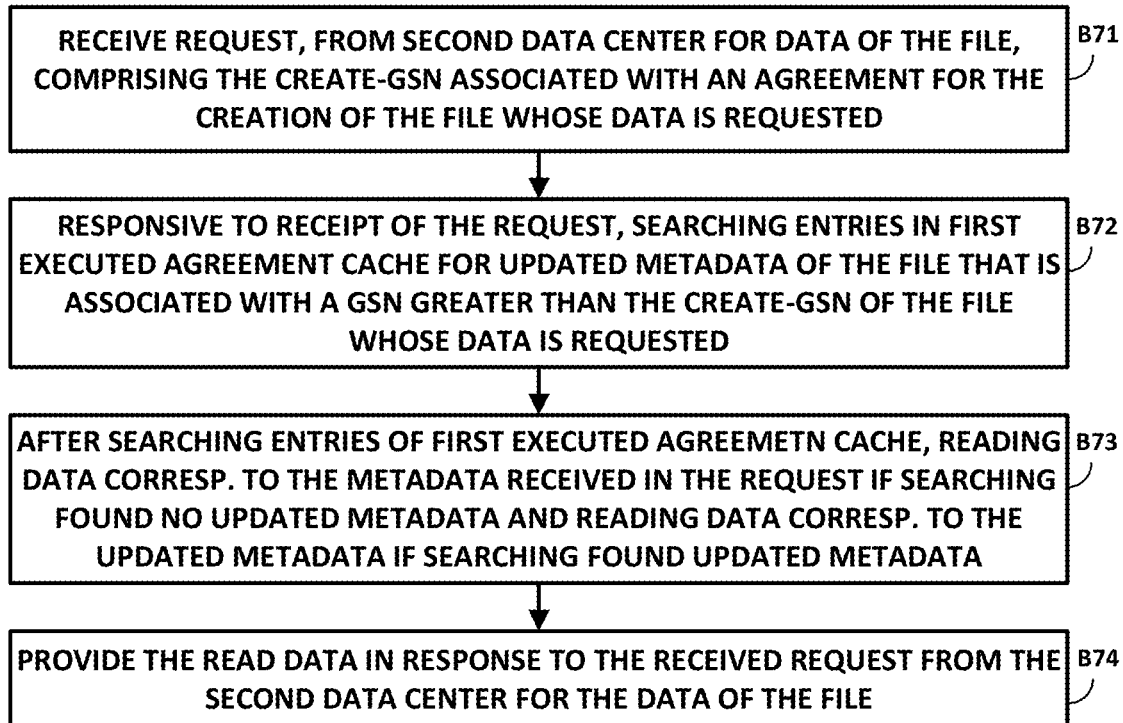 RECEIVE REQUEST, FROM SECOND DATA CENTER FOR DATA OF THE FILE,
COMPRISING THE CREATE-GSN ASSOCIATED WITH AN AGREEMENT FOR THE
CREATION OF THE FILE WHOSE DATA IS REQUESTED
B71
RESPONSIVE TO RECEIPT OF THE REQUEST, SEARCHING ENTRIES IN FIRST
EXECUTED AGREEMENT CACHE FOR UPDATED METADATA OF THE FILE THAT IS
ASSOCIATED WITH A GSN GREATER THAN THE CREATE-GSN OF THE FILE
WHOSE DATA IS REQUESTED
B72
AFTER SEARCHING ENTRIES OF FIRST EXECUTED AGREEMETN CACHE, READING
DATA CORRESP. TO THE METADATA RECEIVED IN THE REQUEST IF SEARCHING
FOUND NO UPDATED METADATA AND READING DATA CORRESP. TO THE
UPDATED METADATA IF SEARCHING FOUND UPDATED METADATA
B73
PROVIDE THE READ DATA IN RESPONSE TO THE RECEIVED REQUEST FROM THE
SECOND DATA CENTER FOR THE DATA OF THE FILE
B74